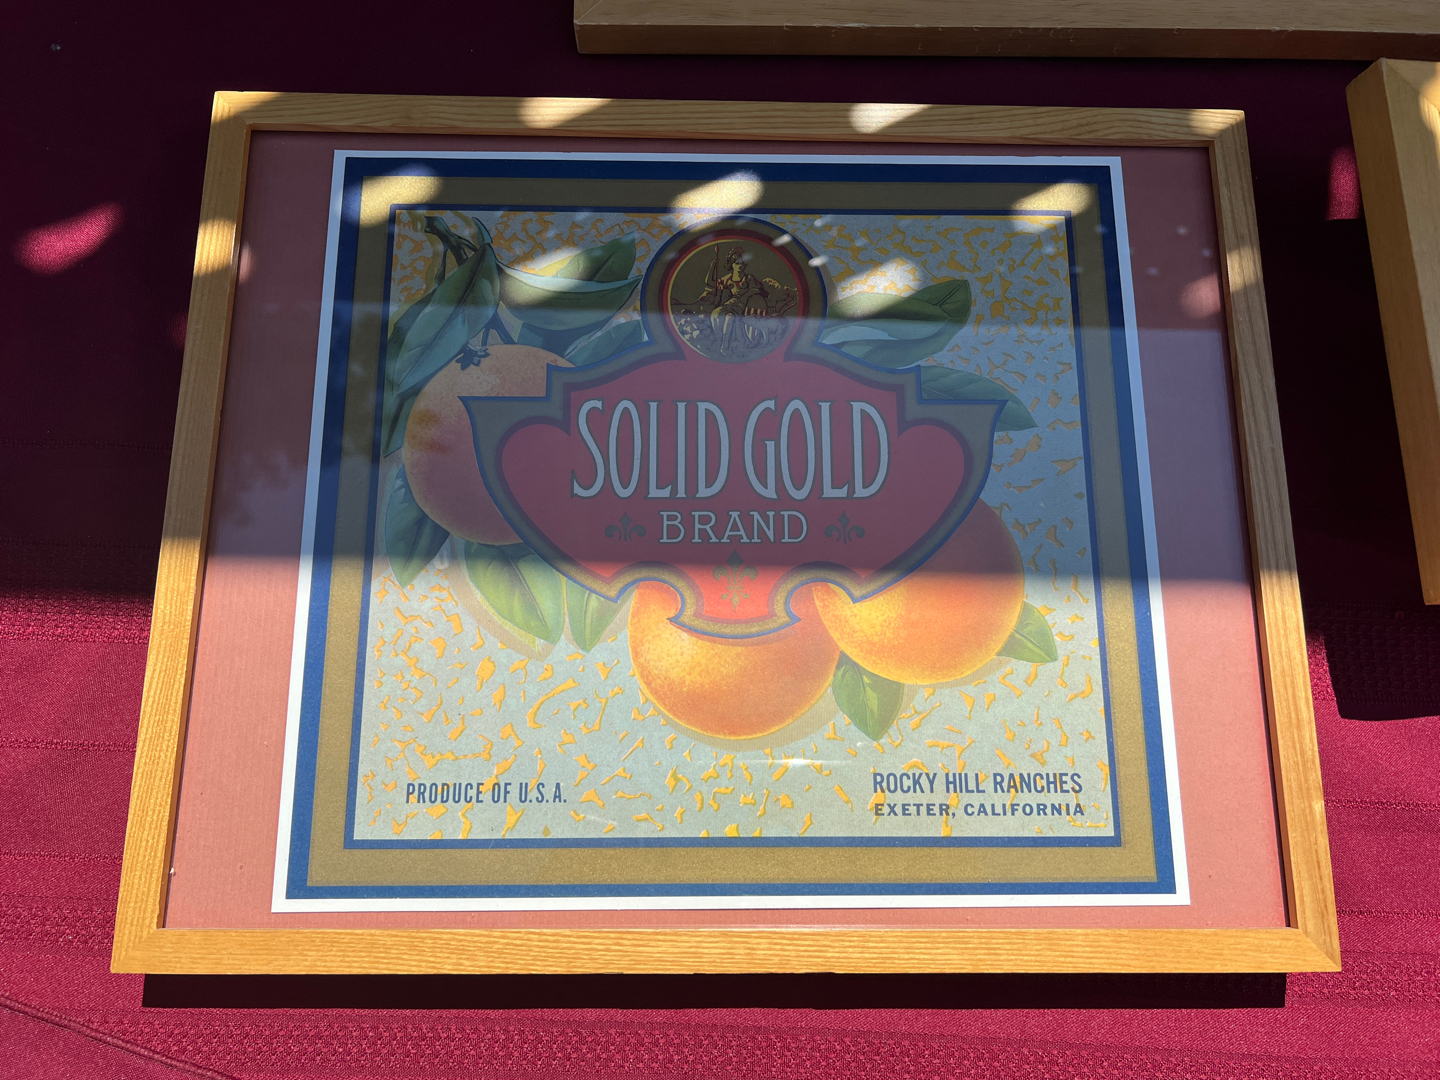 SOLID GOLD
BRAND
PRODUCE OF U.S.A.
ROCKY HILL RANCHES
EXETER, CALIFORNIA